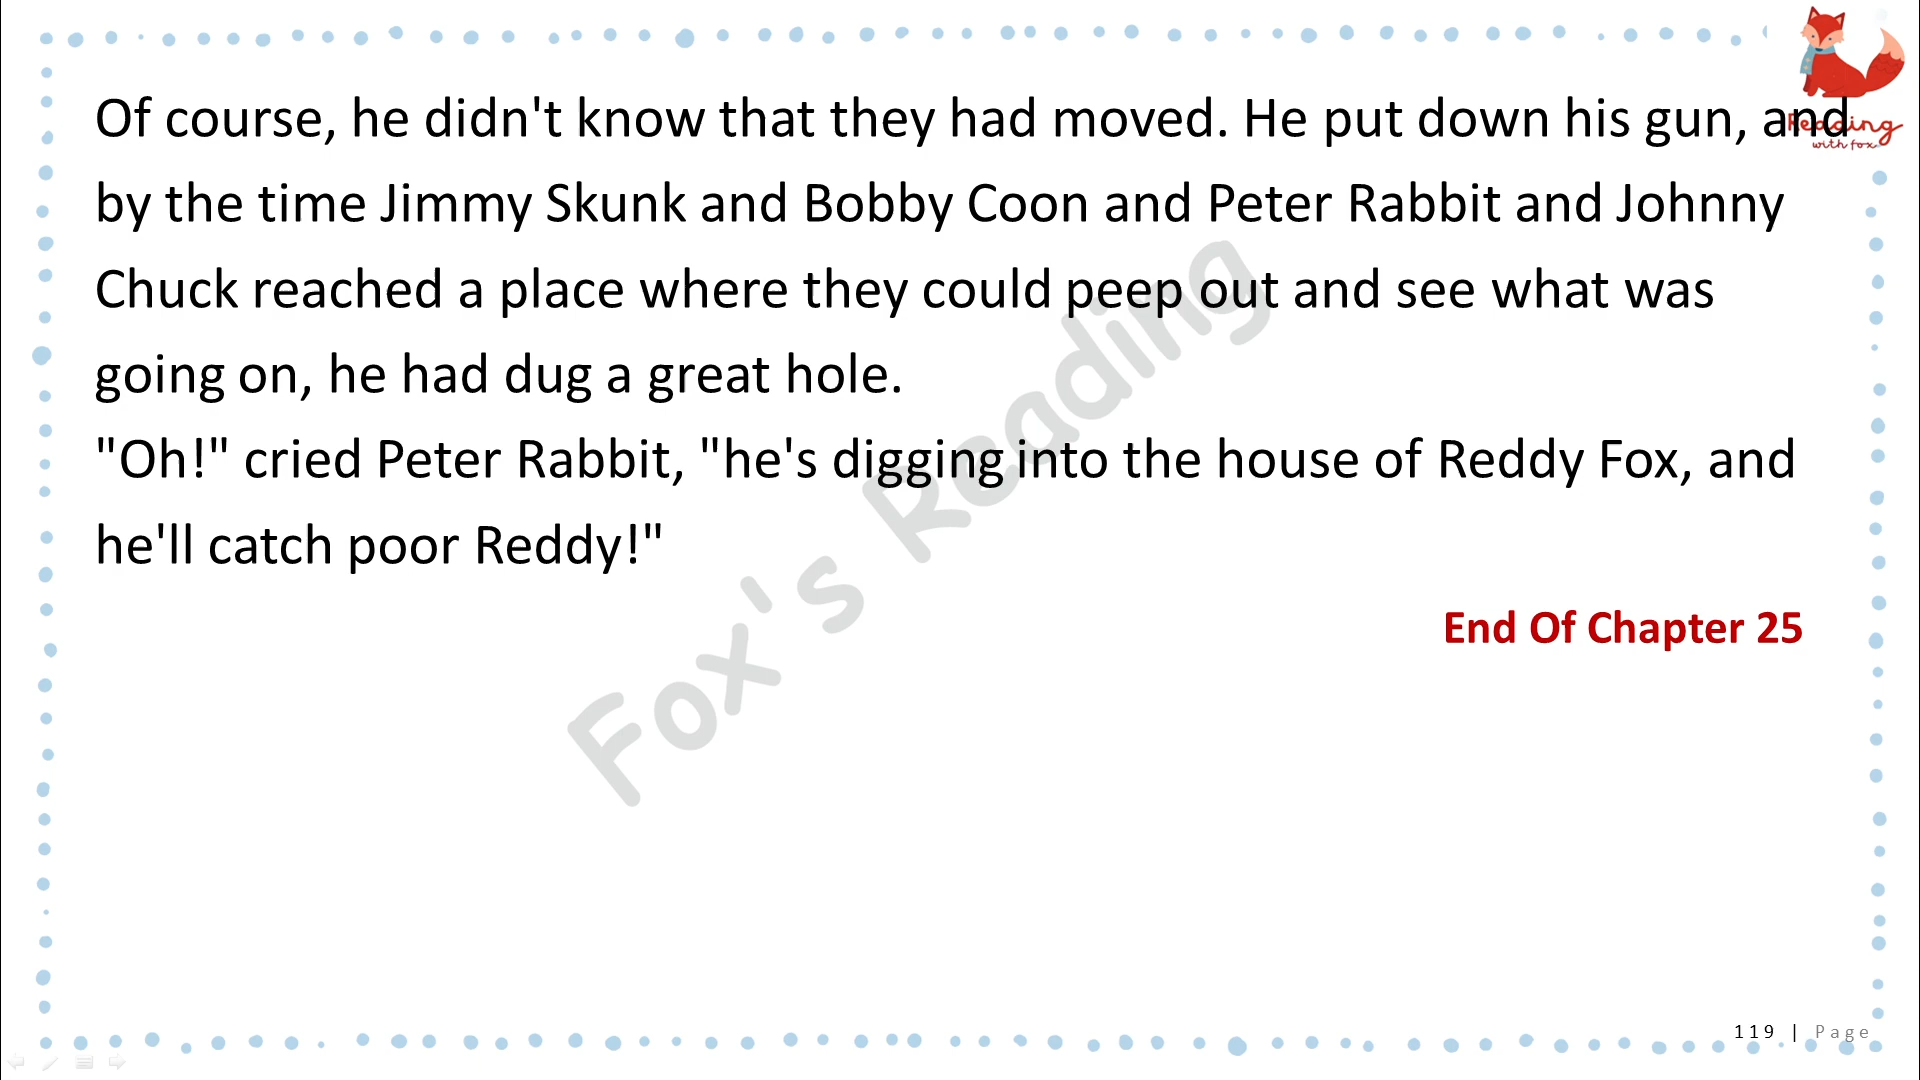 Of course, he didn't know that they had moved. He put down his gun, and
by the time Jimmy Skunk and Bobby Coon and Peter Rabbit and Johnny
Chuck reached a place where they could peep out and see what was
going on, he had dug a great hole.
"Oh!" cried Peter Rabbit, "he's digging into the house of Reddy Fox, and
he'll catch poor Reddy!"
End Of Chapter 25
Fox's Reading
Reading
with fox
119 | Page